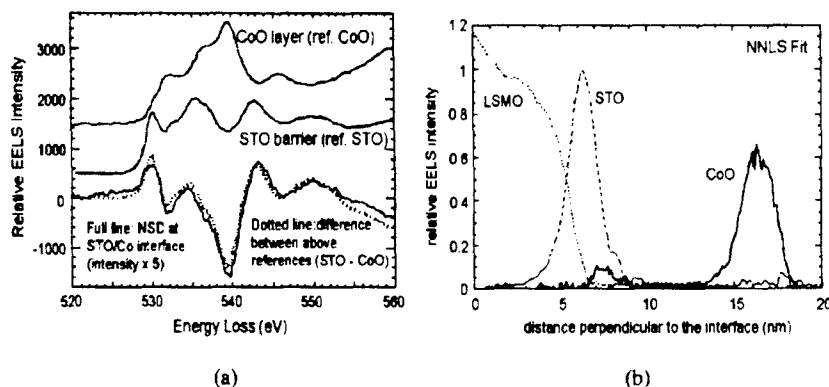 3000
2000
1000
0
-1000
Relative EELS Intensity
CoO layer (ref. CoO)
STO barrier (ref. STO)
Full line: NSD at
STO/Co interface
(intensity x 5)
Dotted line: difference
between above
references (STO - CoO)
520 530 540 550 560
Energy Loss (eV)
(a)
1.2
1
0.8
0.6
0.4
0.2
0
relative EELS intensity
NNLS Fit
LSMO
STO
CoO
0 5 10 15 20
distance perpendicular to the interface (nm)
(b)